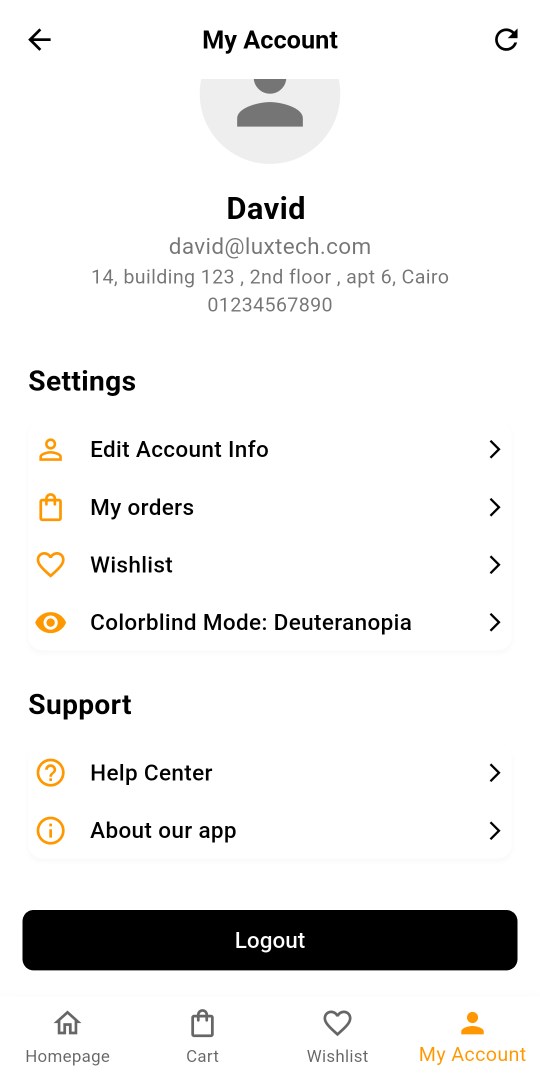 My Account
David
david@luxtech.com
14, building 123 , 2nd floor , apt 6, Cairo
01234567890
Settings
Edit Account Info
My orders
Wishlist
Colorblind Mode: Deuteranopia
Support
Help Center
About our app
Logout
Homepage
Cart
Wishlist
My Account